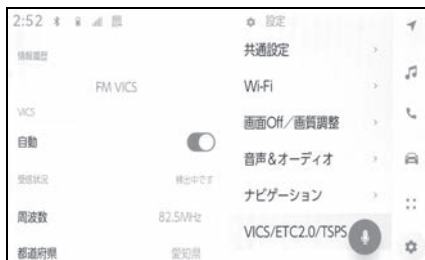 2:52
設定
情報履歴
FM VICS
VICS
自動
受信状況
検出中です
周波数
82.5MHz
都道府県
愛知県
共通設定
Wi-Fi
画面Off/画質調整
音声&オーディオ
ナビゲーション
VICS/ETC2.0/TSPS